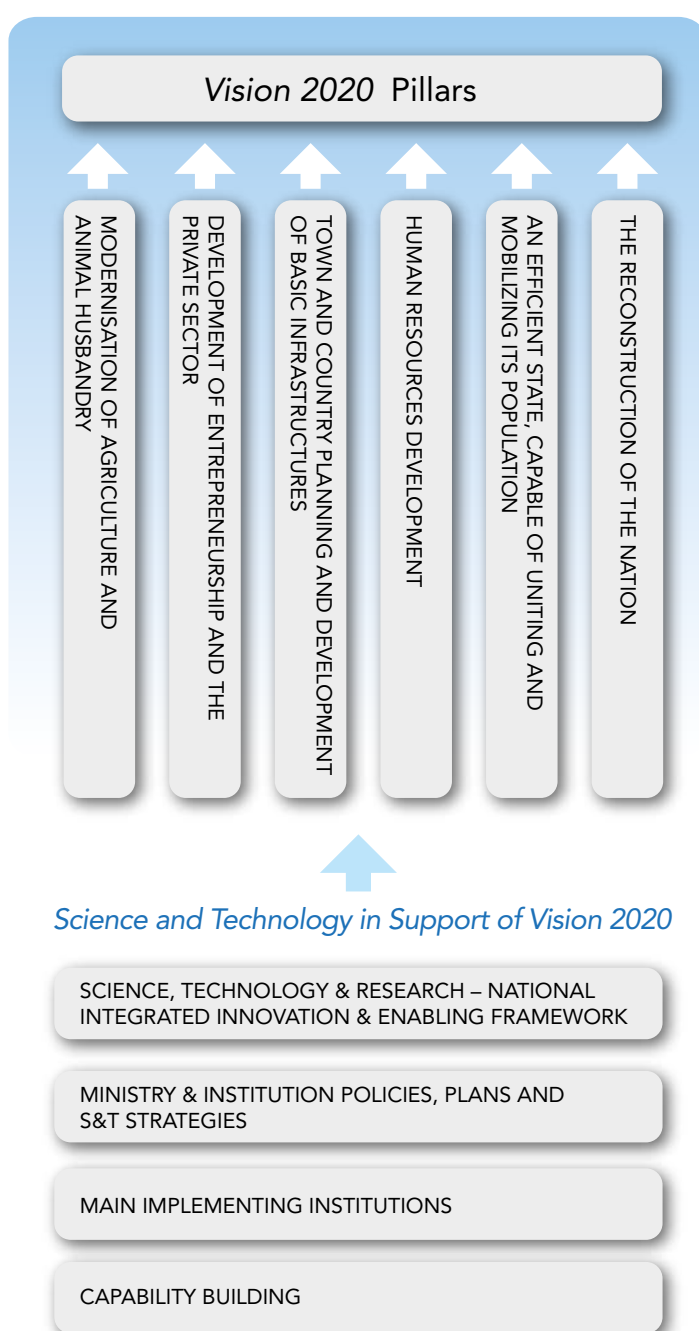 Vision 2020 Pillars
MODERNISATION OF AGRICULTURE AND
ANIMAL HUSBANDRY
DEVELOPMENT OF ENTREPRENEURSHIP AND THE
PRIVATE SECTOR
TOWN AND COUNTRY PLANNING AND DEVELOPMENT
OF BASIC INFRASTRUCTURES
HUMAN RESOURCES DEVELOPMENT
AN EFFICIENT STATE, CAPABLE OF UNITING AND
MOBILIZING ITS POPULATION
THE RECONSTRUCTION OF THE NATION
Science and Technology in Support of Vision 2020
SCIENCE, TECHNOLOGY & RESEARCH – NATIONAL
INTEGRATED INNOVATION & ENABLING FRAMEWORK
MINISTRY & INSTITUTION POLICIES, PLANS AND
S&T STRATEGIES
MAIN IMPLEMENTING INSTITUTIONS
CAPABILITY BUILDING